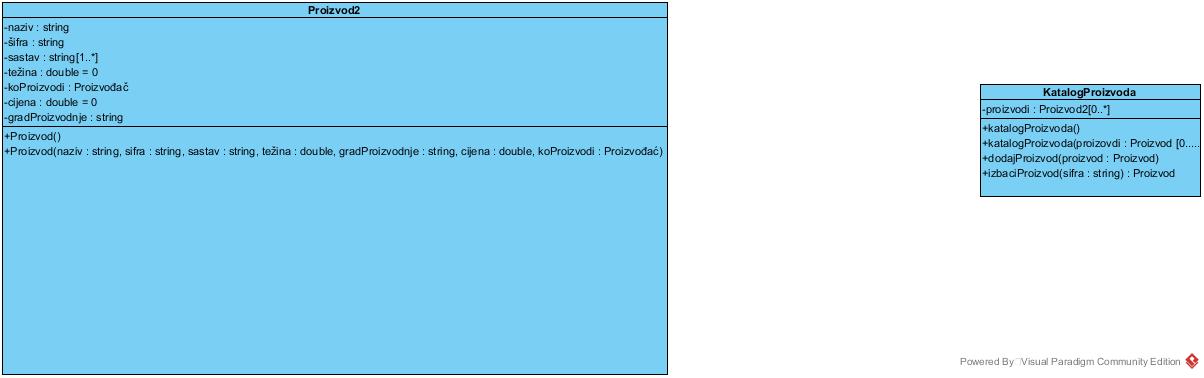 Proizvod2
-naziv : string
-šifra : string
-sastav : string[1..*]
-težina : double = 0
-koProizvodi : Proizvođač
-cijena : double = 0
-gradProizvodnje : string
+Proizvod()
+Proizvod(naziv : string, sifra : string, sastav : string, težina : double, gradProizvodnje : string, cijena : double, koProizvodi : Proizvođać)
KatalogProizvoda
-proizvodi : Proizvod2[0..*]
+katalogProizvoda()
+katalogProizvoda(proizovdi : Proizvod [0.....
+dodajProizvod(proizvod : Proizvod)
+izbaciProizvod(sifra : string) : Proizvod
Powered By Visual Paradigm Community Edition